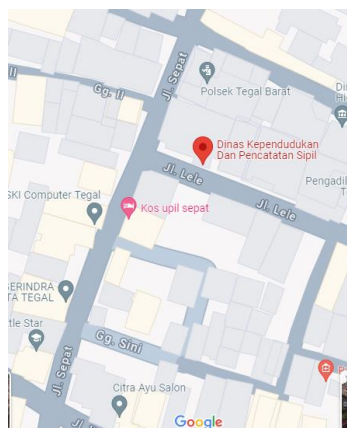 Jl. Sepat
Gg. II
Polsek Tegal Barat
Dinas Kependudukan
Dan Pencatatan Sipil
Jl. Lele
Jl. Lele
Pengadil
SKI Computer Tegal
Kos upil sepat
GERINDRA
TA TEGAL
tle Star
Gg. Sini
Jl. Sepat
Citra Ayu Salon
Google